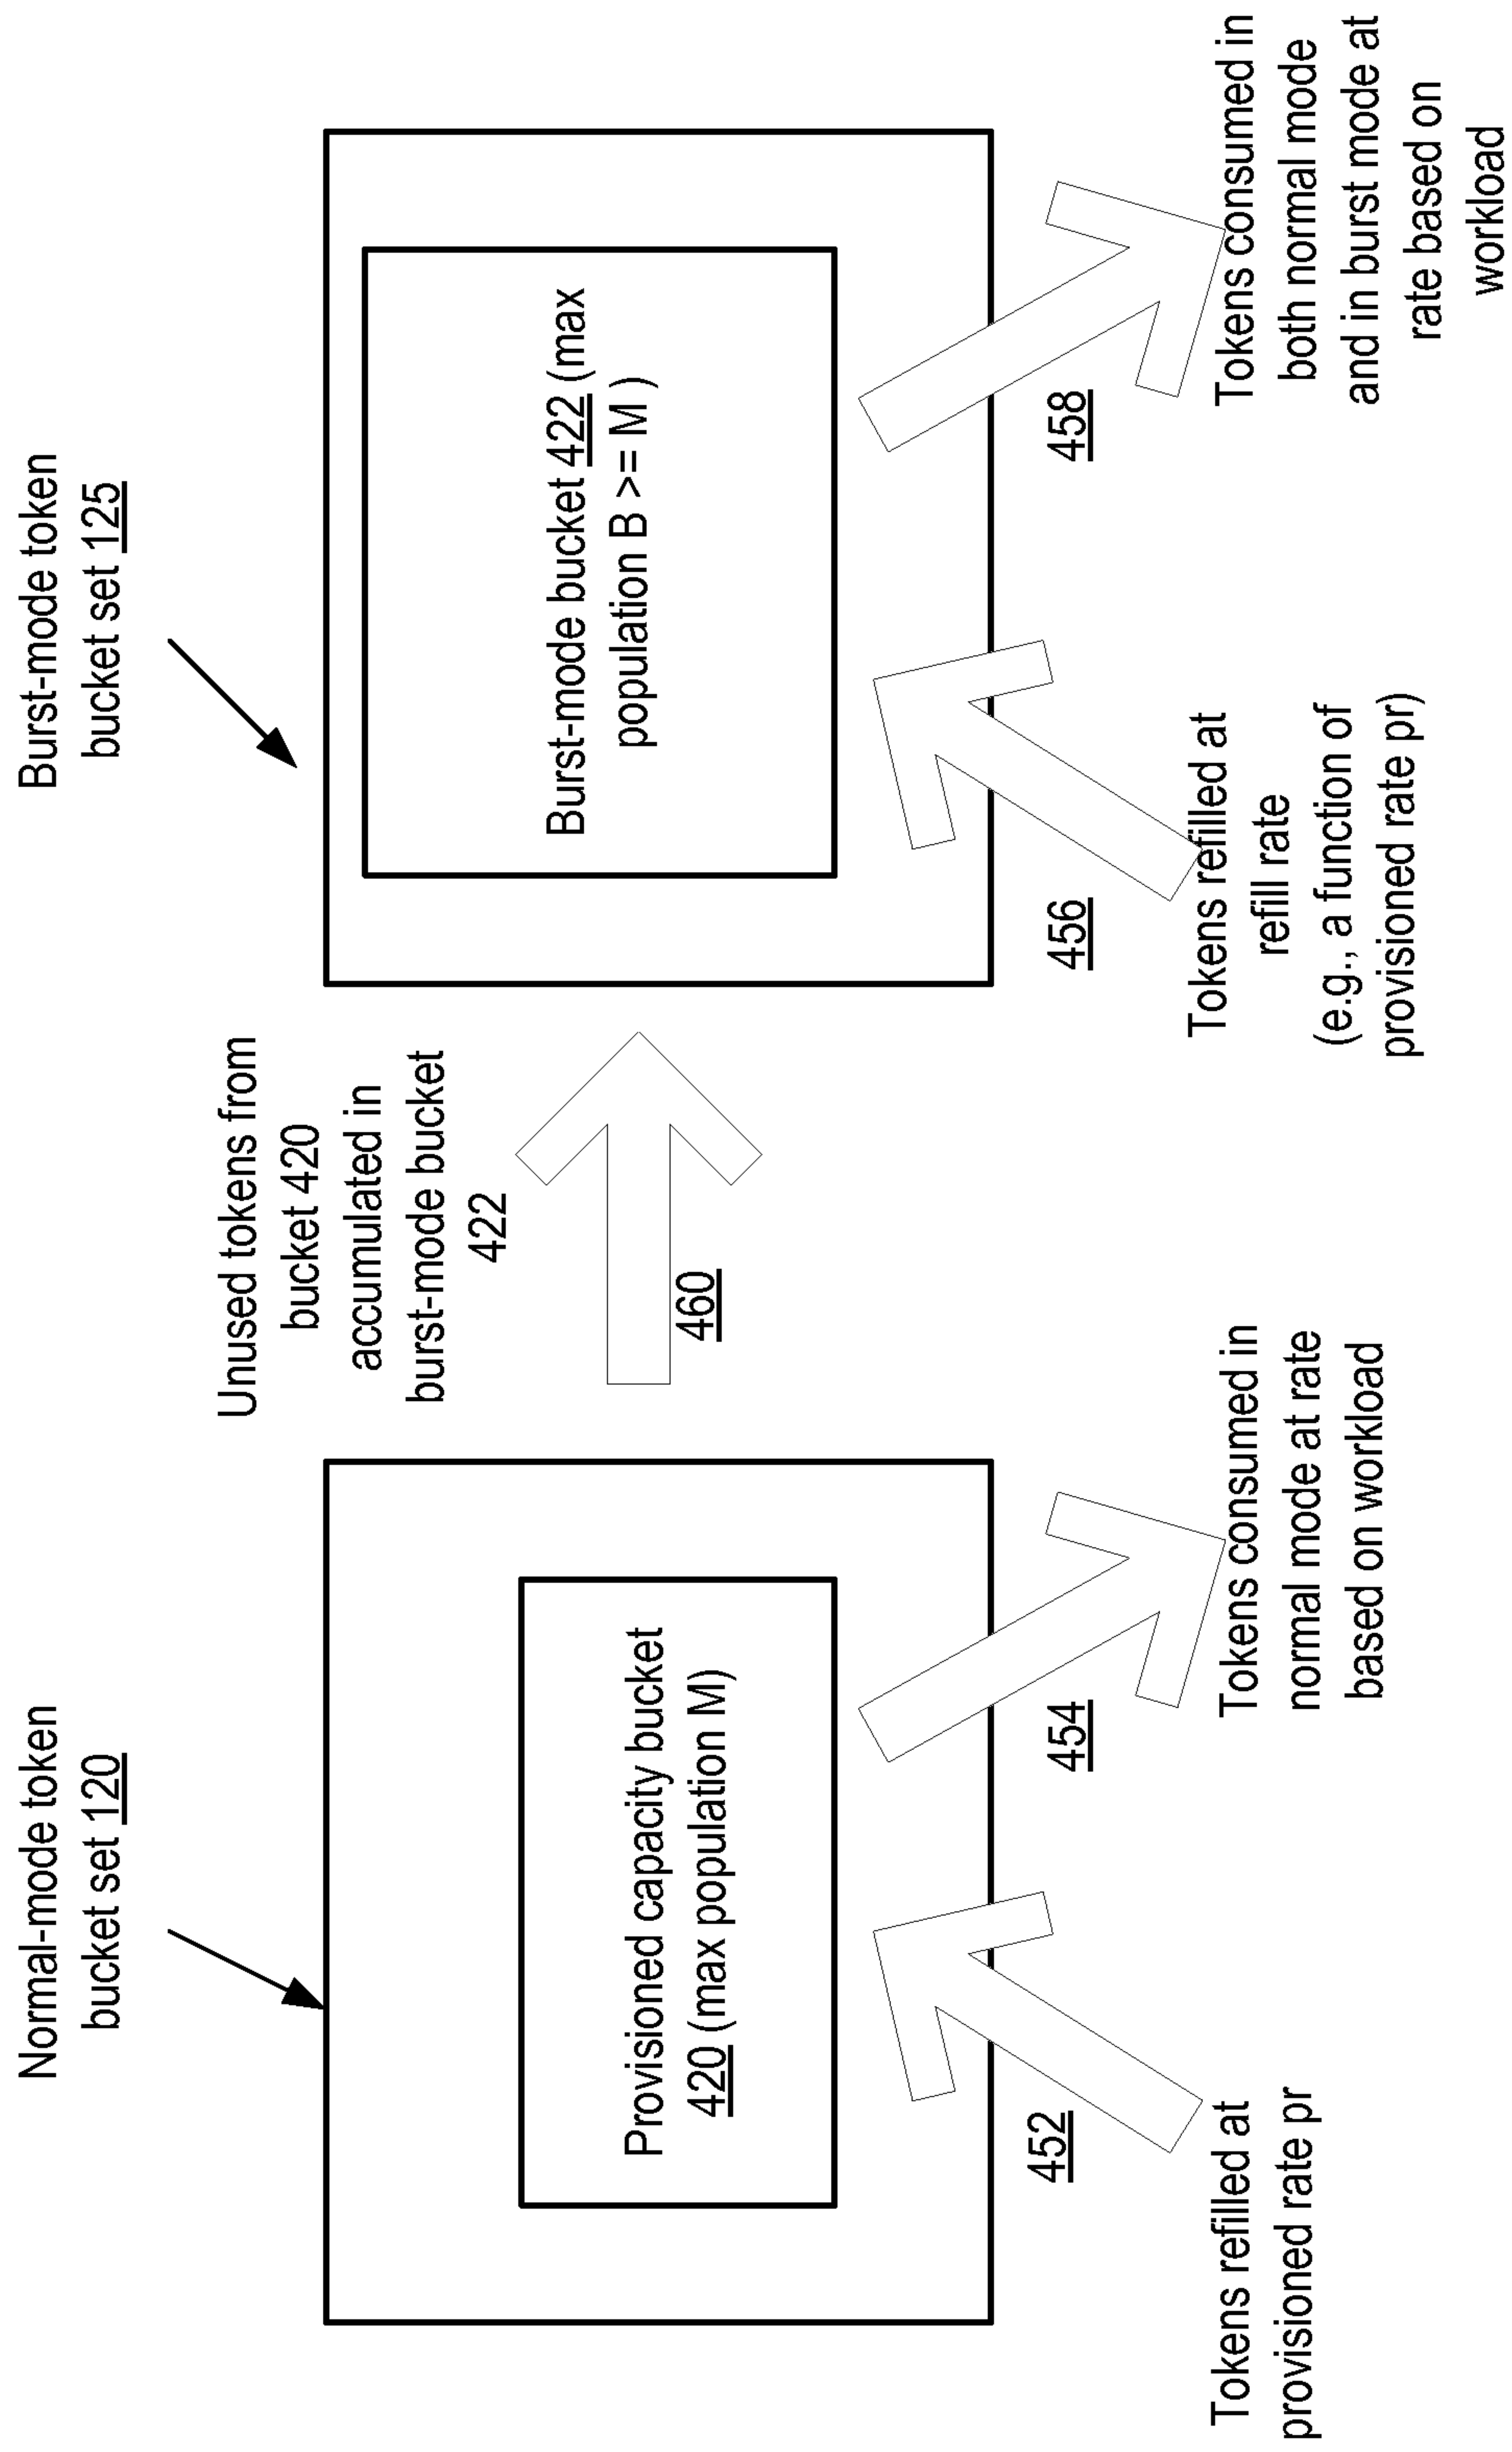 Normal-mode token
bucket set 120
Burst-mode token
bucket set 125
Unused tokens from
bucket 420
accumulated in
burst-mode bucket
422
Provisioned capacity bucket
420 (max population M)
Burst-mode bucket 422 (max
population B >= M )
460
452
454
456
458
Tokens refilled at
provisioned rate pr
Tokens consumed in
normal mode at rate
based on workload
Tokens refilled at
refill rate
(e.g., a function of
provisioned rate pr)
Tokens consumed in
both normal mode
and in burst mode at
rate based on
workload